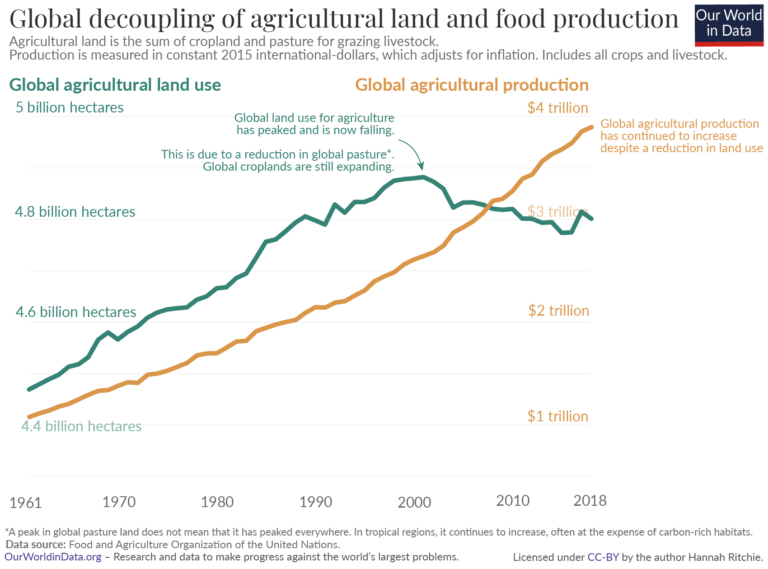 Global decoupling of agricultural land and food production
Our World
in Data
Agricultural land is the sum of cropland and pasture for grazing livestock.
Production is measured in constant 2015 international-dollars, which adjusts for inflation. Includes all crops and livestock.
Global agricultural land use
Global agricultural production
5 billion hectares
$4 trillion
Global land use for agriculture
has peaked and is now falling.
This is due to a reduction in global pasture*.
Global croplands are still expanding.
Global agricultural production
has continued to increase
despite a reduction in land use
4.8 billion hectares
$3 trillion
4.6 billion hectares
$2 trillion
4.4 billion hectares
$1 trillion
1961 1970 1980 1990 2000 2010 2018
*A peak in global pasture land does not mean that it has peaked everywhere. In tropical regions, it continues to increase, often at the expense of carbon-rich habitats.
Data source: Food and Agriculture Organization of the United Nations.
OurWorldinData.org – Research and data to make progress against the world's largest problems.
Licensed under CC-BY by the author Hannah Ritchie.